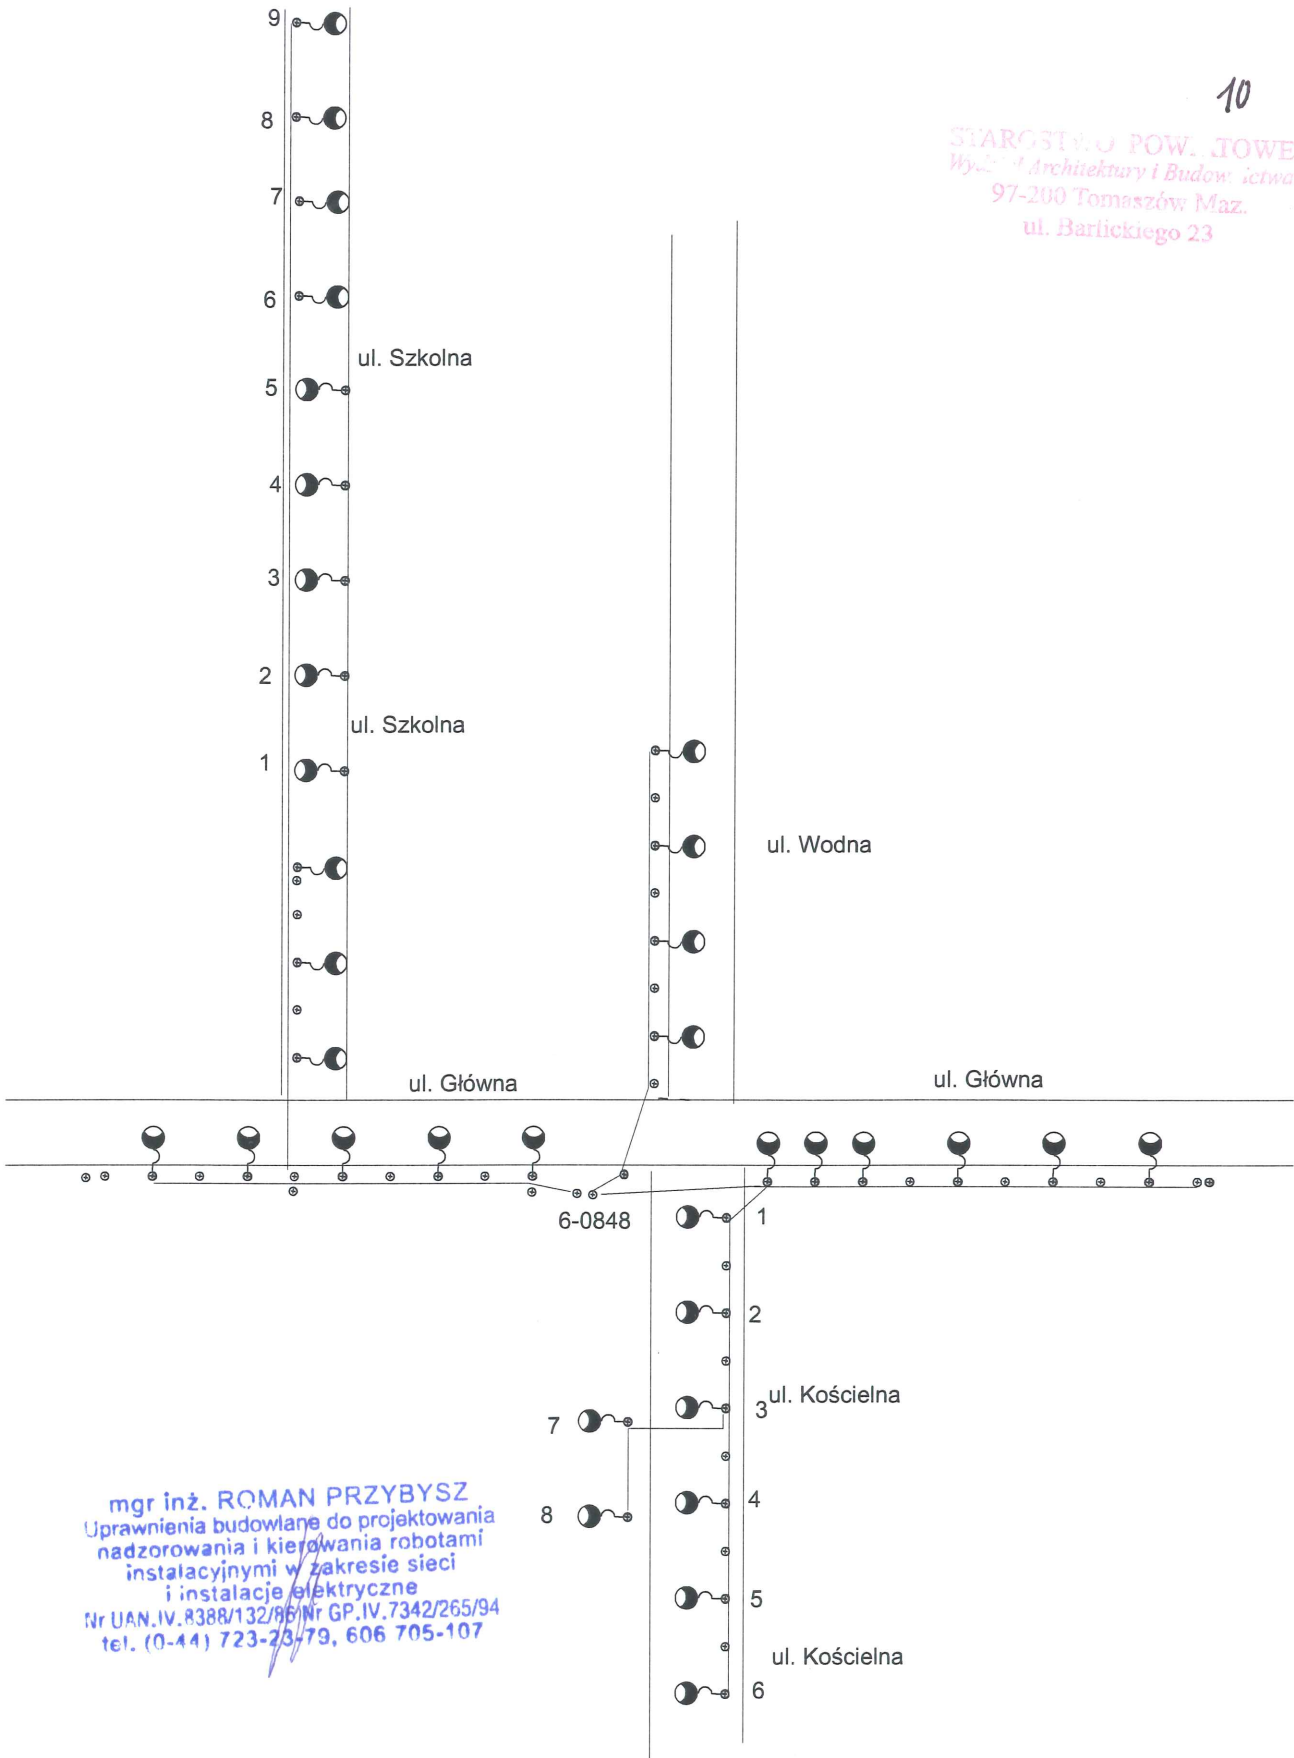 9
10
8
POW
Architektury i Budow
97-200 Tomaszów Maz.
ul. Barlickiego 23
7
6
ul. Szkolna
5
4
3
2
ul. Szkolna
1
ul. Wodna
ul. Główna
ul. Główna
6-0848
1
2
3
ul. Kościelna
7
4
8
5
ul. Kościelna
6
mgr inż. ROMAN PRZYBYSZ
Uprawnienia budowlane do projektowania
nadzorowania i kierowania robotami
instalacyjnymi w zakresie sieci
i instalacje elektryczne
Nr UAN.IV.8388/132/86 Nr GP.IV.7342/265/94
tel. (0-44) 723-23-79, 606 705-107